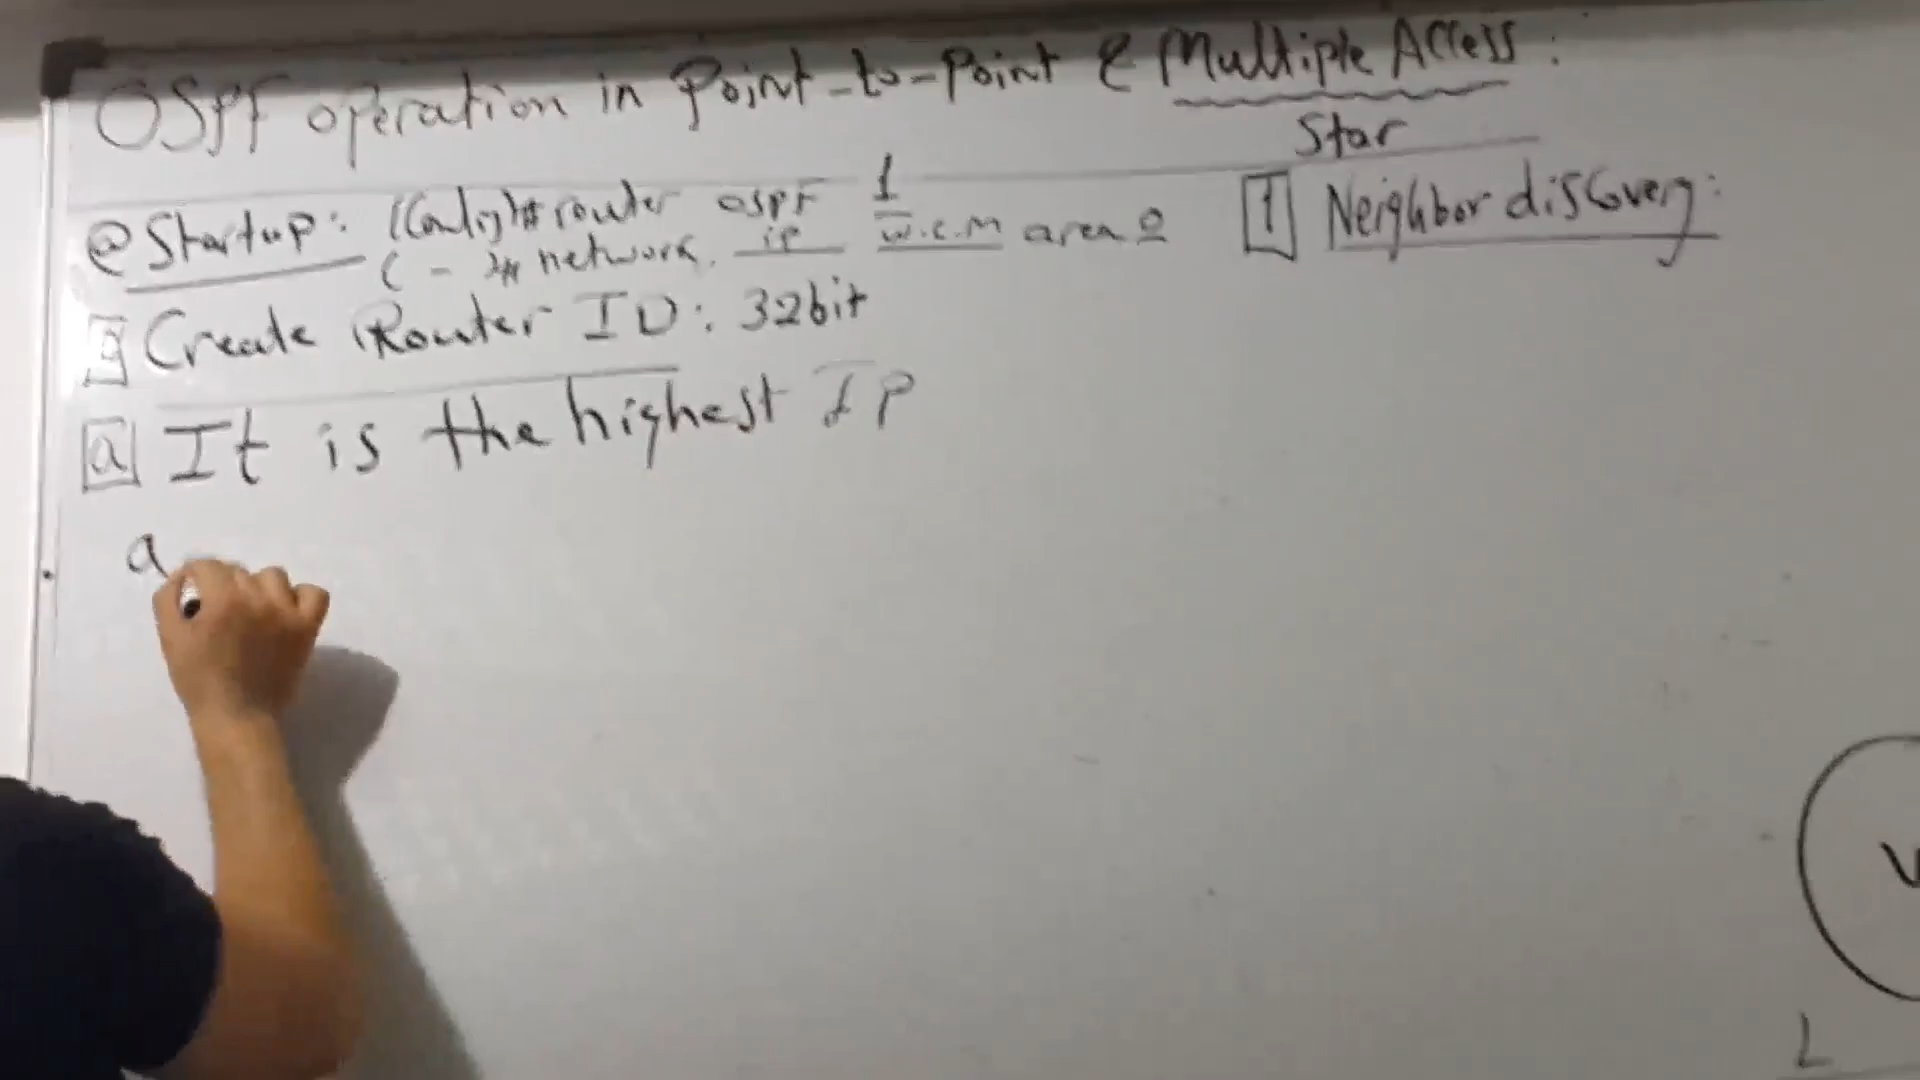 OSPF operation in Point-to-Point & Multiple Access:
Star
@Startup: (Config)# router ospf 1
( - )# network ip w.c.m area 0
Create Router ID: 32bit
a It is the highest IP
a
1 Neighbor discovery:
L